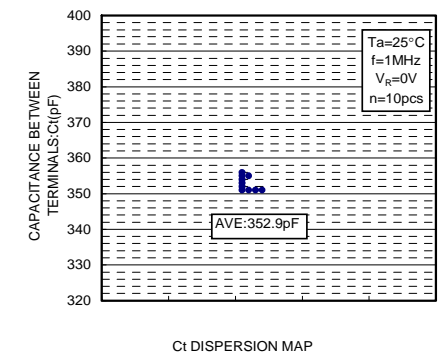 400
390
380
370
360
350
340
330
320
CAPACITANCE BETWEEN
TERMINALS:Ct(pF)
Ta=25°C
f=1MHz
VR=0V
n=10pcs
AVE:352.9pF
Ct DISPERSION MAP